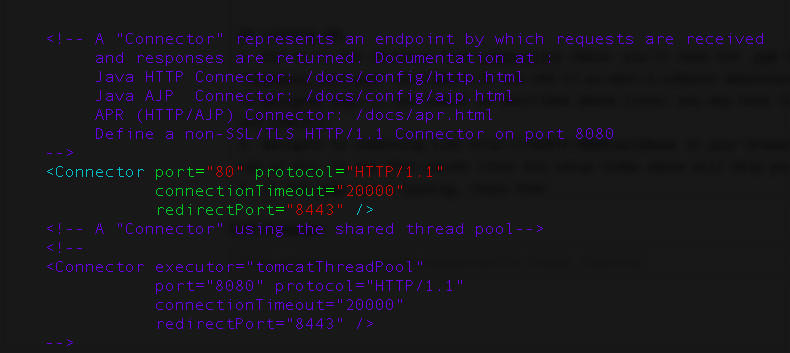 <!-- A "Connector" represents an endpoint by which requests are received
and responses are returned. Documentation at :
Java HTTP Connector: /docs/config/http.html
Java AJP  Connector: /docs/config/ajp.html
APR (HTTP/AJP) Connector: /docs/apr.html
Define a non-SSL/TLS HTTP/1.1 Connector on port 8080
-->
<Connector port="80" protocol="HTTP/1.1"
connectionTimeout="20000"
redirectPort="8443" />
<!-- A "Connector" using the shared thread pool-->
<!--
<Connector executor="tomcatThreadPool"
port="8080" protocol="HTTP/1.1"
connectionTimeout="20000"
redirectPort="8443" />
-->